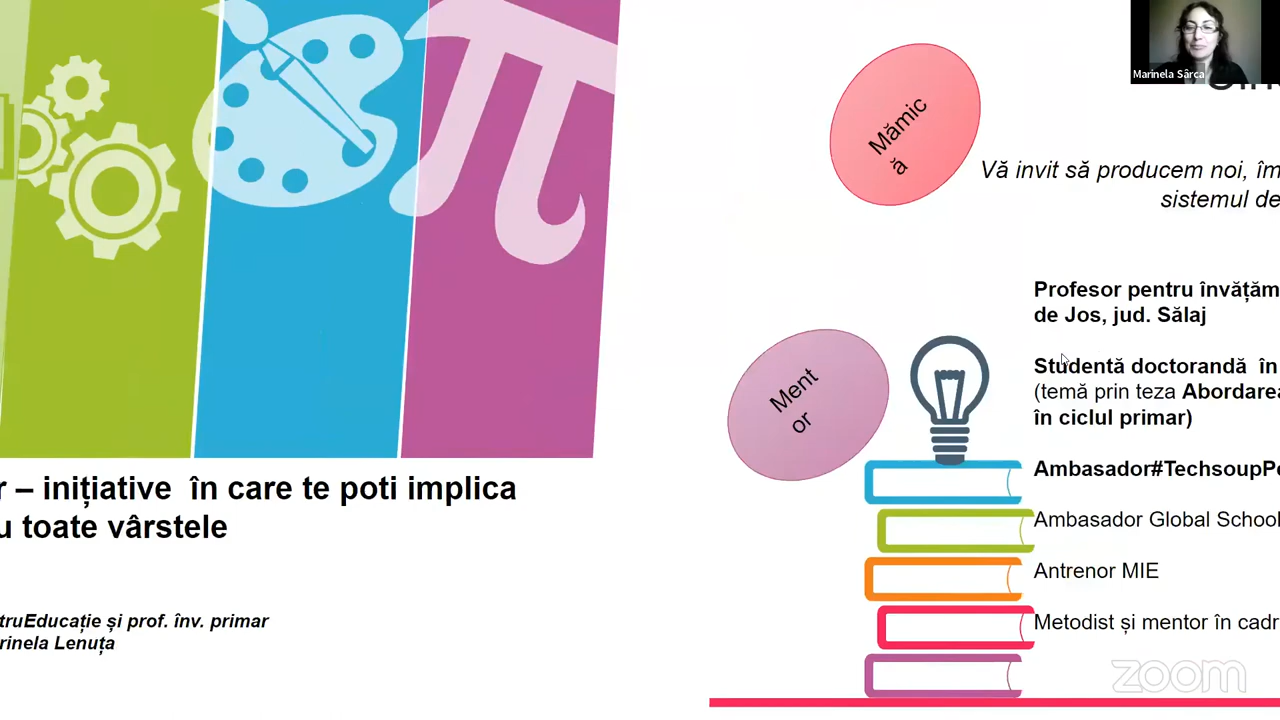 r – inițiative în care te poti implica
u toate vârstele
truEducație și prof. înv. primar
rinela Lenuța
Mămic
ă
Ment
or
Marinela Sârca
Vă invit să producem noi, îm
sistemul de
Profesor pentru învățăm
de Jos, jud. Sălaj
Studentă doctorandă în
(temă prin teza Abordarea
în ciclul primar)
Ambasador#TechsoupPe
Ambasador Global School
Antrenor MIE
Metodist și mentor în cadr
zoom